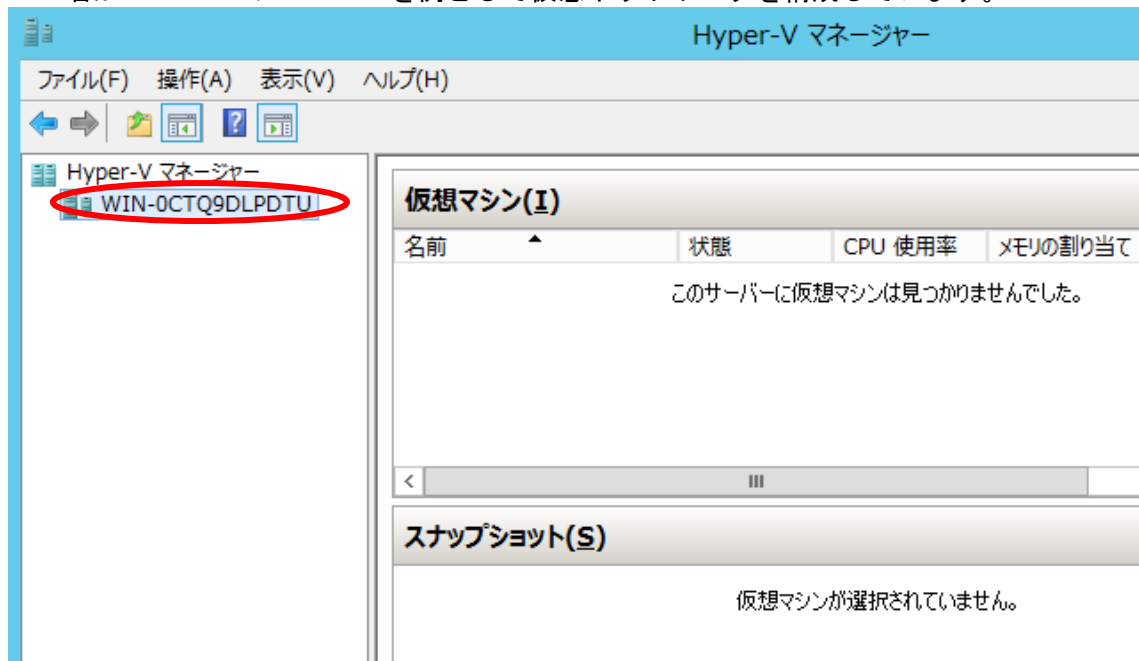 Hyper-V マネージャー
ファイル(F) 操作(A) 表示(V) ヘルプ(H)
Hyper-V マネージャー
WIN-0CTQ9DLPDTU
仮想マシン(I)
名前 状態 CPU 使用率 メモリの割り当て
このサーバーに仮想マシンは見つかりませんでした。
スナップショット(S)
仮想マシンが選択されていません。